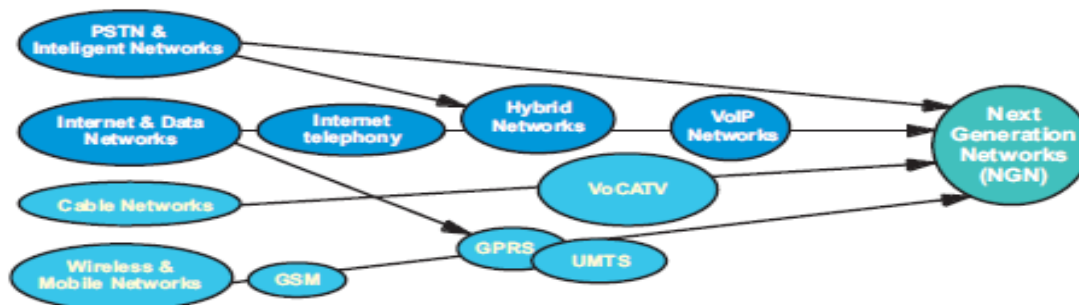 PSTN &
Inteligent Networks
Internet & Data
Networks
Internet
telephony
Hybrid
Networks
VoIP
Networks
Next
Generation
Networks
(NGN)
Cable Networks
VoCATV
Wireless &
Mobile Networks
GSM
GPRS
UMTS